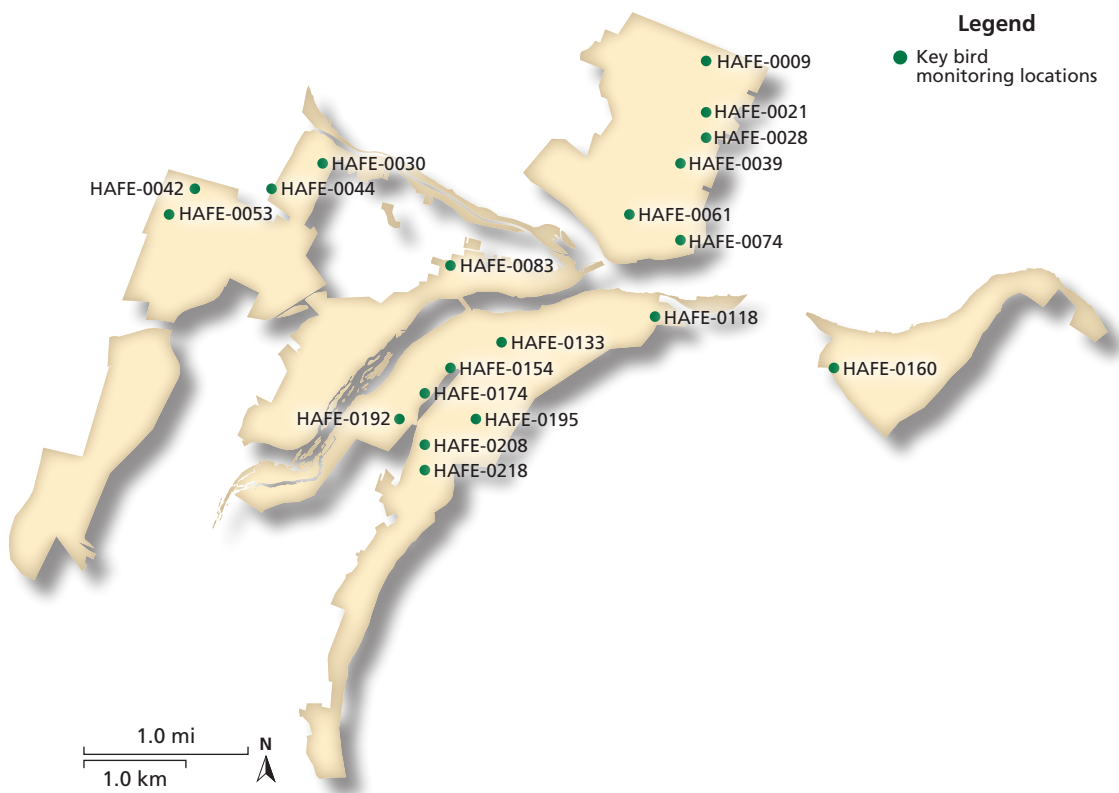 Legend
Key bird
monitoring locations
HAFE-0009
HAFE-0021
HAFE-0028
HAFE-0030
HAFE-0039
HAFE-0042
HAFE-0044
HAFE-0053
HAFE-0061
HAFE-0074
HAFE-0083
HAFE-0118
HAFE-0133
HAFE-0154
HAFE-0160
HAFE-0174
HAFE-0192
HAFE-0195
HAFE-0208
HAFE-0218
1.0 mi
1.0 km
N